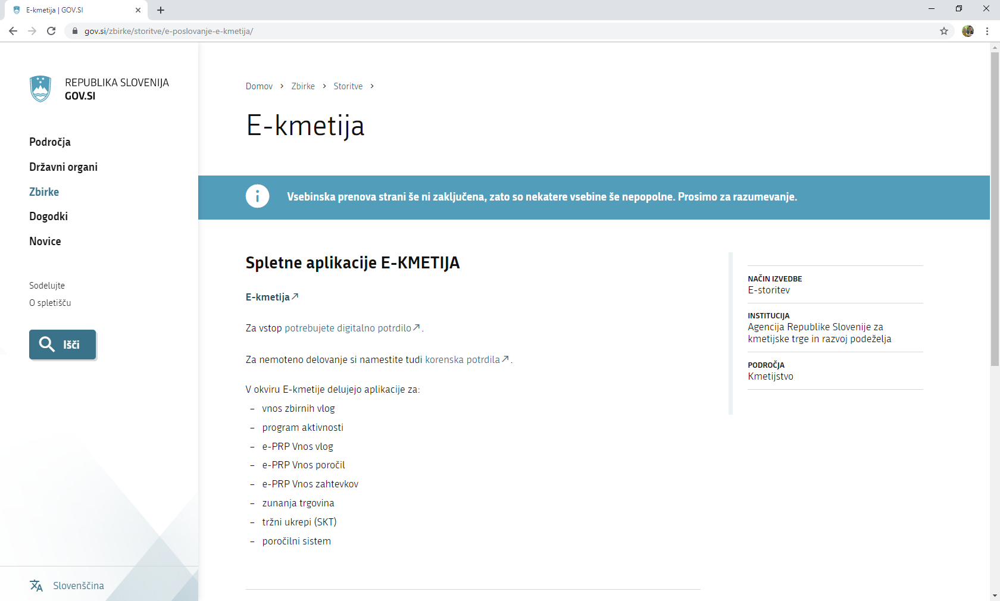 E-kmetija | GOV.SI
gov.si/zbirke/storitve/e-poslovanje-e-kmetija/
REPUBLIKA SLOVENIJA
GOV.SI
Področja
Državni organi
Zbirke
Dogodki
Novice
Sodelujte
O spletišču
Išči
Slovenščina
Domov > Zbirke > Storitve >
E-kmetija
Vsebinska prenova strani še ni zaključena, zato so nekatere vsebine še nepopolne. Prosimo za razumevanje.
Spletne aplikacije E-KMETIJA
E-kmetija
Za vstop potrebujete digitalno potrdilo.
Za nemoteno delovanje si namestite tudi korenska potrdila.
V okviru E-kmetije delujejo aplikacije za:
– vnos zbirnih vlog
– program aktivnosti
– e-PRP Vnos vlog
– e-PRP Vnos poročil
– e-PRP Vnos zahtevkov
– zunanja trgovina
– tržni ukrepi (SKT)
– poročilni sistem
NAČIN IZVEDBE
E-storitev
INSTITUCIJA
Agencija Republike Slovenije za
kmetijske trge in razvoj podeželja
PODROČJA
Kmetijstvo